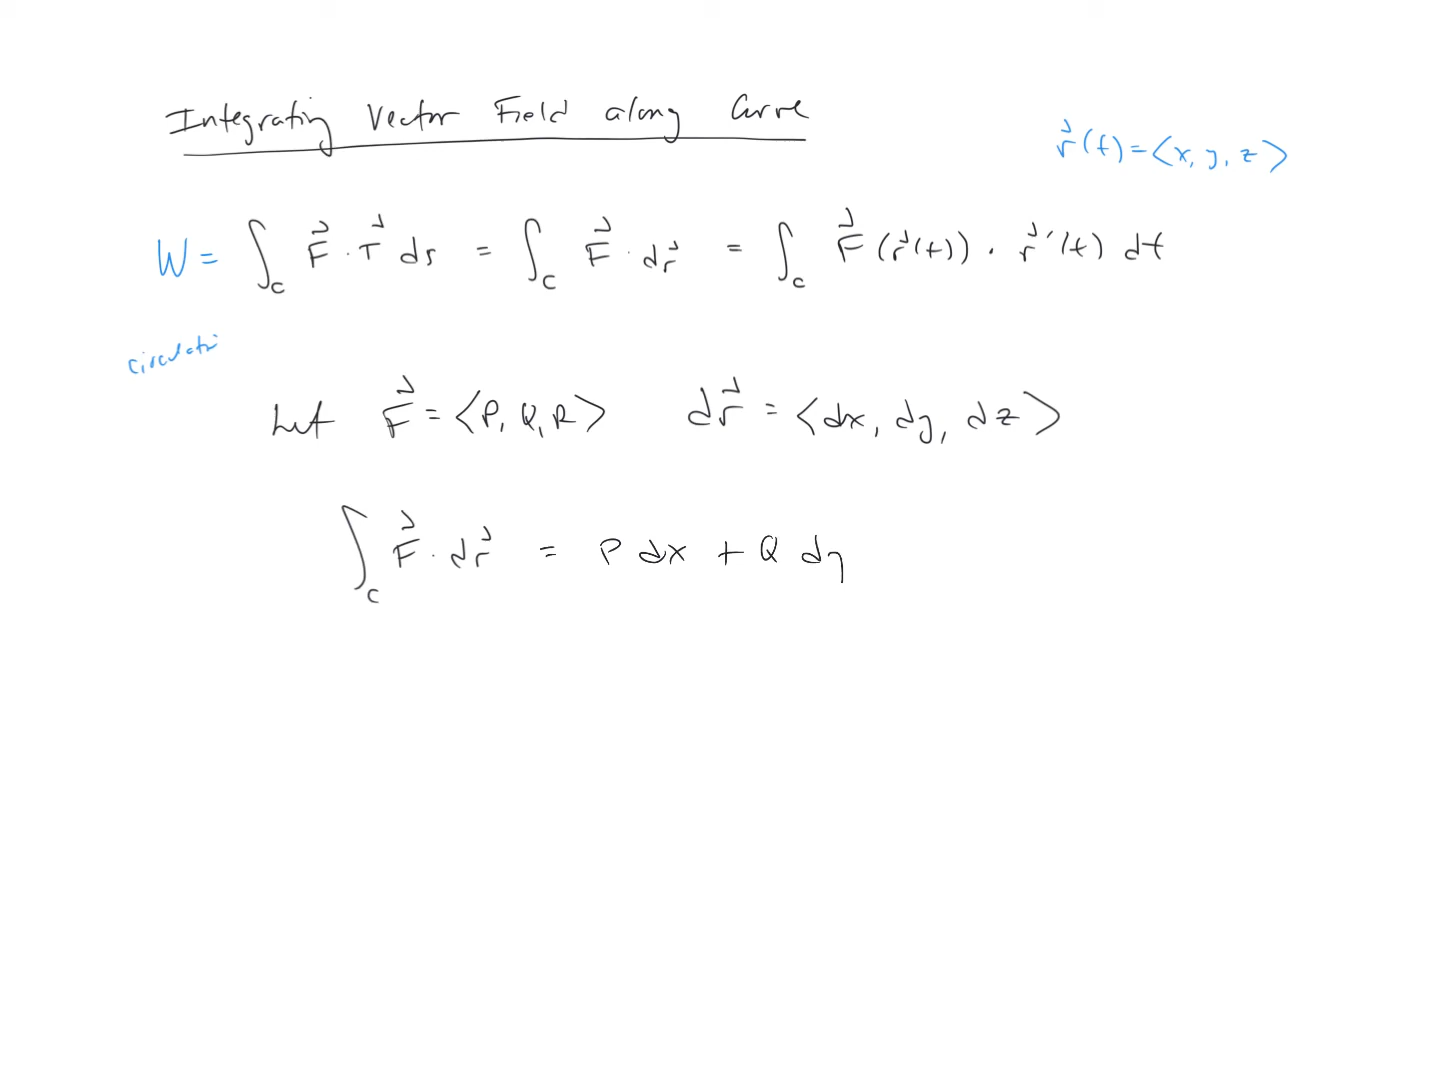 Integrating Vector Field along Curve
r⃗(t) = <x, y, z>
W = ∫_C F⃗ · T⃗ ds = ∫_C F⃗ · dr⃗ = ∫_C F⃗(r⃗(t)) · r⃗'(t) dt
circulati
Let F⃗ = <P, Q, R> dr⃗ = <dx, dy, dz>
∫_C F⃗ · dr⃗ = P dx + Q dy